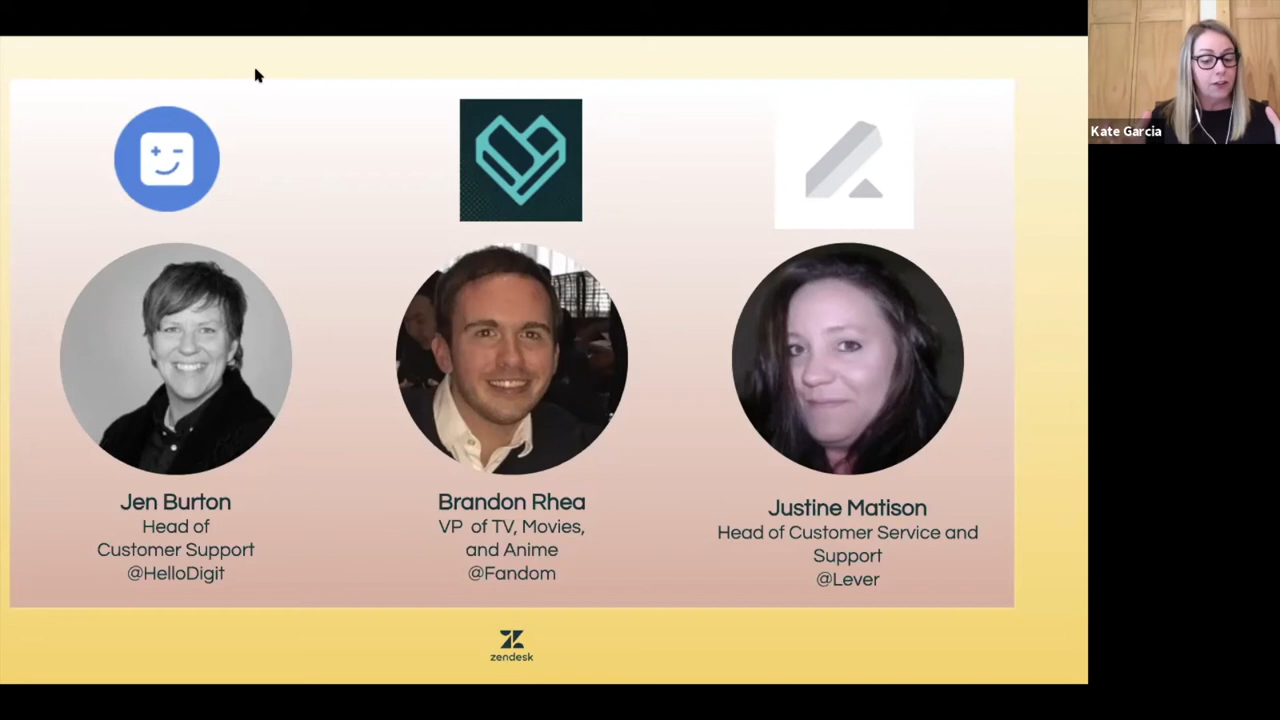 Kate Garcia
Jen Burton
Head of
Customer Support
@HelloDigit
Brandon Rhea
VP of TV, Movies,
and Anime
@Fandom
Justine Matison
Head of Customer Service and
Support
@Lever
zendesk